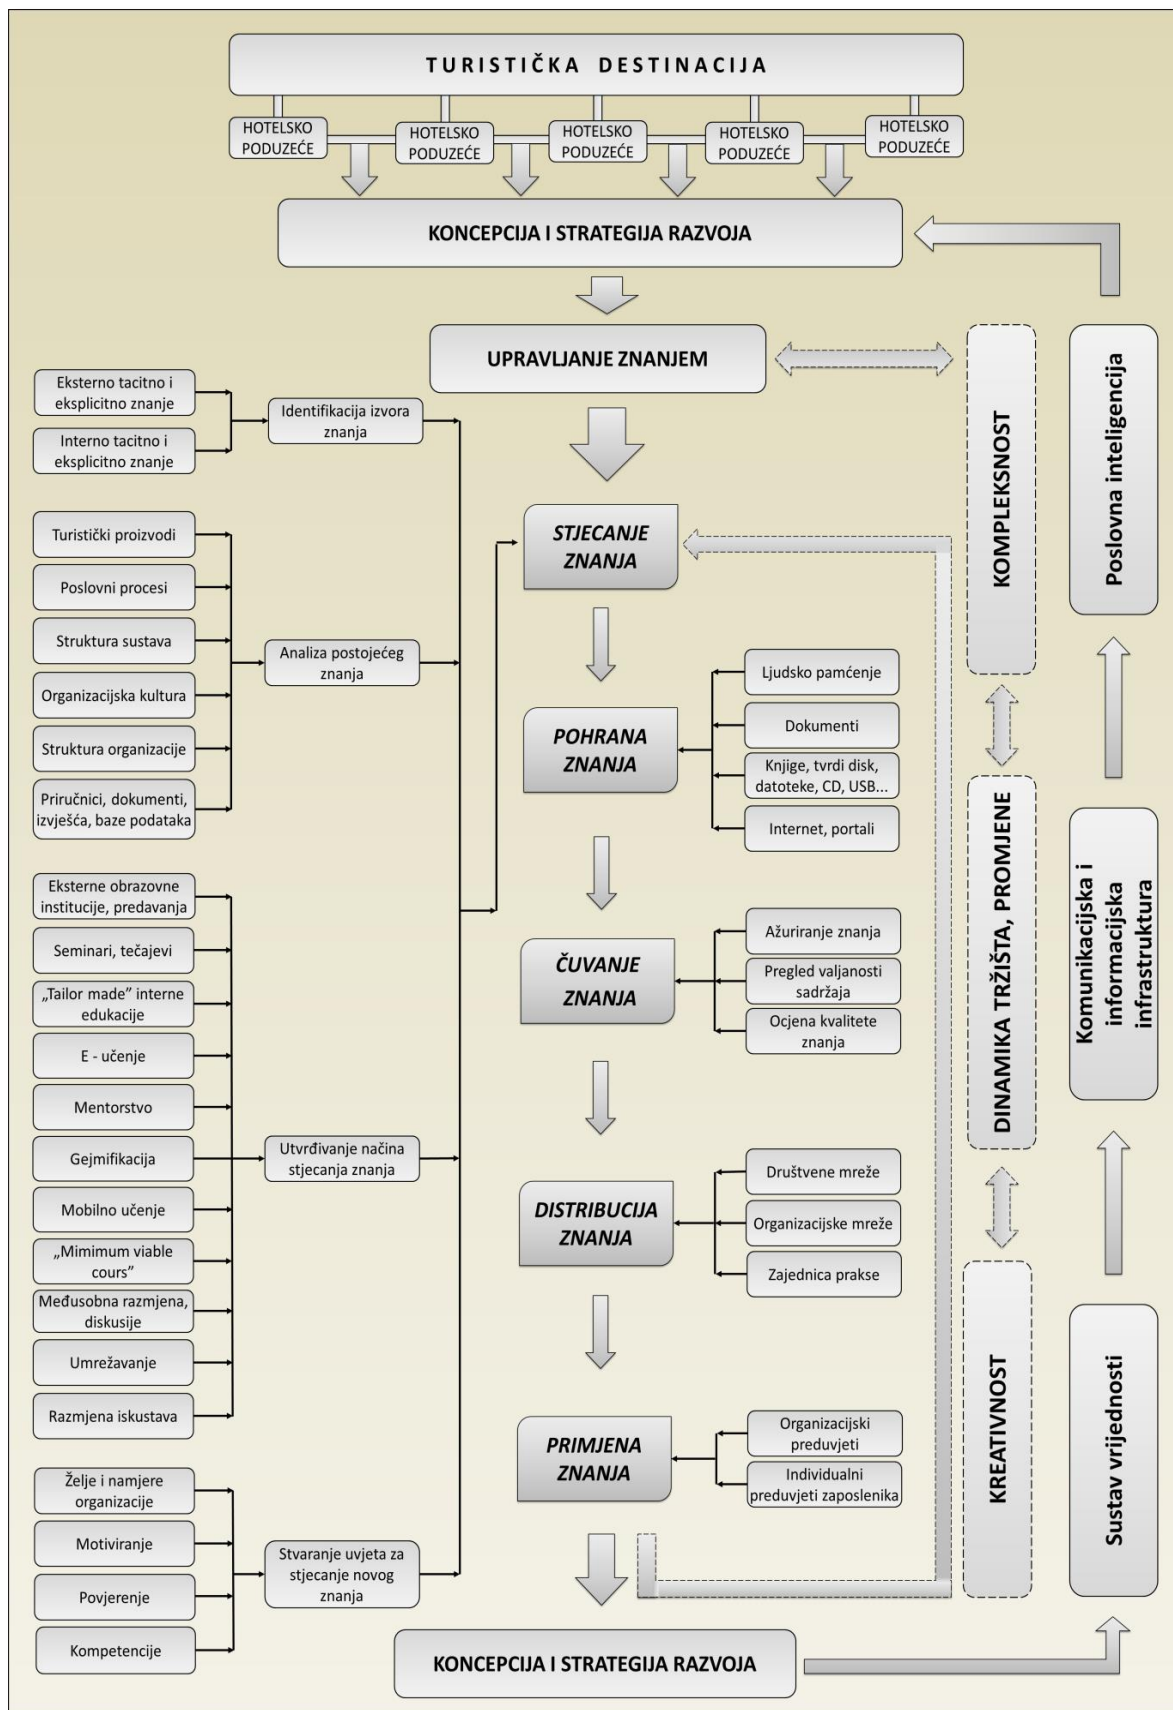 TURISTIČKA DESTINACIJA
HOTELSKO
PODUZEĆE
HOTELSKO
PODUZEĆE
HOTELSKO
PODUZEĆE
HOTELSKO
PODUZEĆE
HOTELSKO
PODUZEĆE
KONCEPCIJA I STRATEGIJA RAZVOJA
UPRAVLJANJE ZNANJEM
Eksterno tacitno i
eksplicitno znanje
Interno tacitno i
eksplicitno znanje
Identifikacija izvora
znanja
Turistički proizvodi
Poslovni procesi
Struktura sustava
Organizacijska kultura
Struktura organizacije
Priručnici, dokumenti,
izvješća, baze podataka
Analiza postojećeg
znanja
Eksterne obrazovne
institucije, predavanja
Seminari, tečajevi
„Tailor made” interne
edukacije
E - učenje
Mentorstvo
Gejmifikacija
Mobilno učenje
„Mimimum viable
cours”
Međusobna razmjena,
diskusije
Umrežavanje
Razmjena iskustava
Utvrđivanje načina
stjecanja znanja
Želje i namjere
organizacije
Motiviranje
Povjerenje
Kompetencije
Stvaranje uvjeta za
stjecanje novog
znanja
STJECANJE
ZNANJA
POHRANA
ZNANJA
Ljudsko pamćenje
Dokumenti
Knjige, tvrdi disk,
datoteke, CD, USB...
Internet, portali
ČUVANJE
ZNANJA
Ažuriranje znanja
Pregled valjanosti
sadržaja
Ocjena kvalitete
znanja
DISTRIBUCIJA
ZNANJA
Društvene mreže
Organizacijske mreže
Zajednica prakse
PRIMJENA
ZNANJA
Organizacijski
preduvjeti
Individualni
preduvjeti zaposlenika
KONCEPCIJA I STRATEGIJA RAZVOJA
KOMPLEKSNOST
DINAMIKA TRŽIŠTA, PROMJENE
KREATIVNOST
Poslovna inteligencija
Komunikacijska i
informacijska
infrastruktura
Sustav vrijednosti